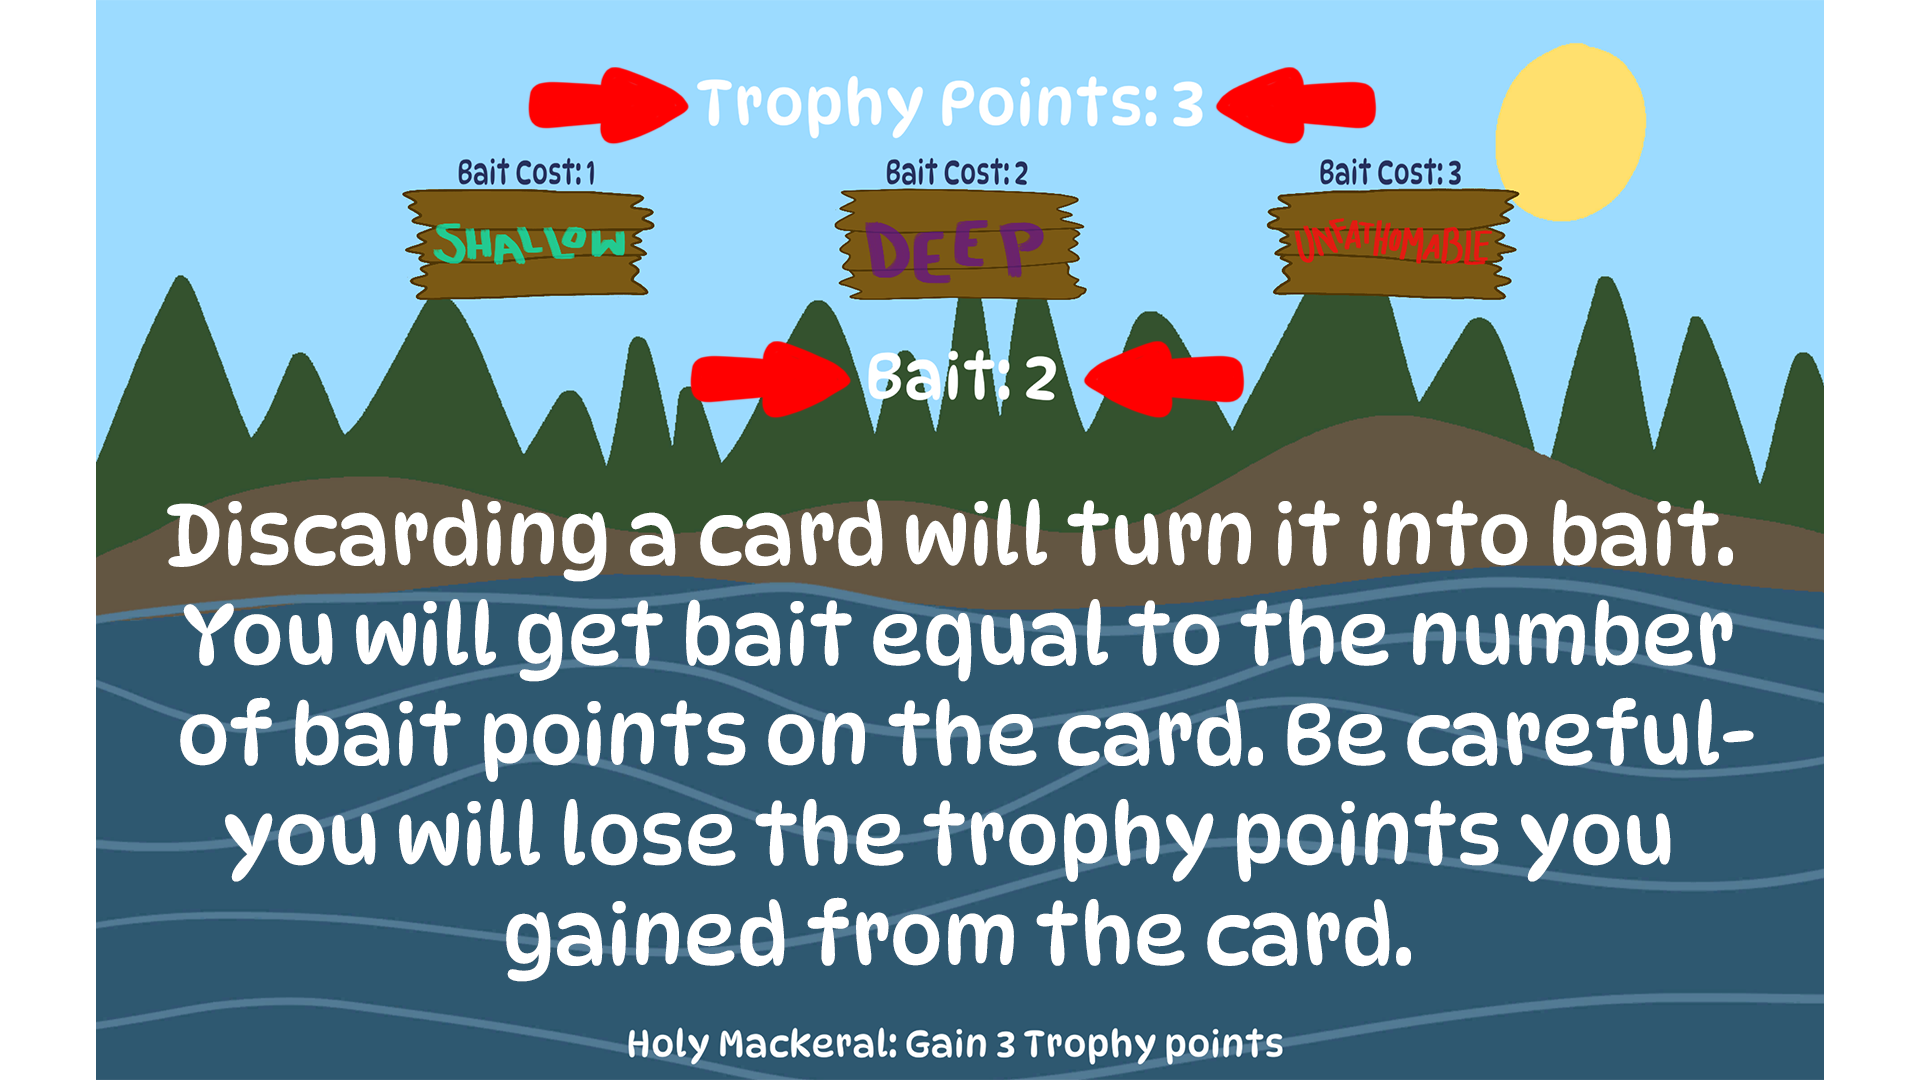 Trophy Points: 3
Bait Cost: 1
Bait Cost: 2
Bait Cost: 3
SHALLOW
DEEP
UNFATHOMABLE
Bait: 2
Discarding a card will turn it into bait.
You will get bait equal to the number
of bait points on the card. Be careful-
you will lose the trophy points you
gained from the card.
Holy Mackeral: Gain 3 Trophy points